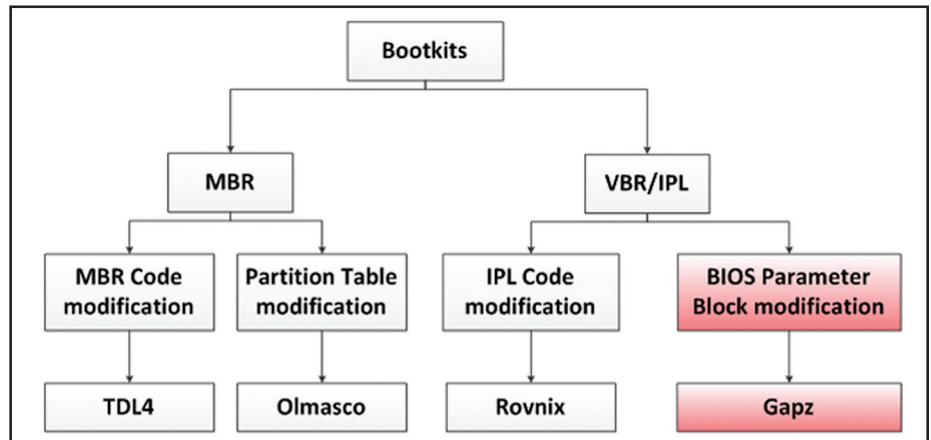 Bootkits
MBR
VBR/IPL
MBR Code
modification
Partition Table
modification
IPL Code
modification
BIOS Parameter
Block modification
TDL4
Olmasco
Rovnix
Gapz